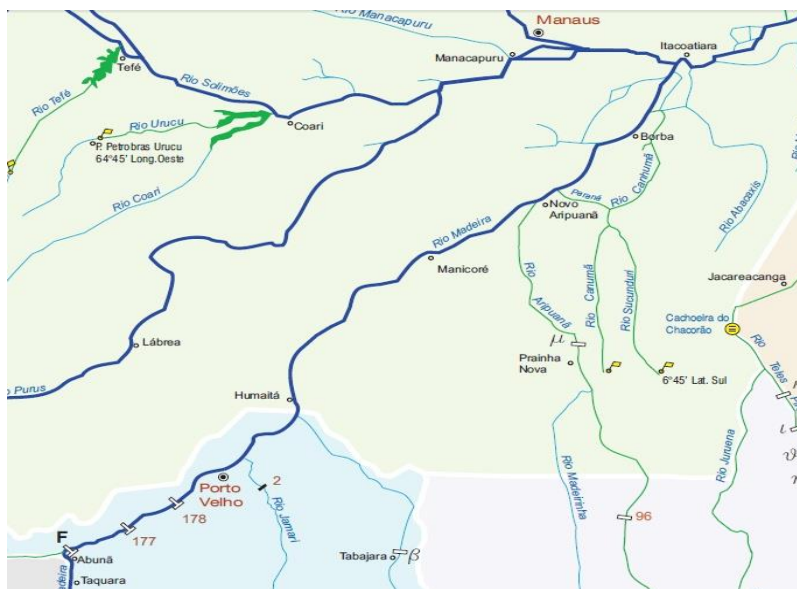 Rio Manacapuru
Manaus
Itacoatiara
Manacapuru
Tefé
Rio Solimões
Rio Tefé
Rio Urucu
Coari
P. Petrobras Urucu
64°45' Long.Oeste
Borba
Rio Coari
Paraná
Rio Canhumã
Novo
Aripuanã
Rio Abacaxis
Rio Madeira
Manicoré
Rio
Aripuanã
Rio Canumã
Rio Sucunduri
Jacareacanga
Cachoeira do
Chacorão
Lábrea
μ
Prainha
Nova
6°45' Lat. Sul
Rio
Teles
o Purus
Humaitá
ι
Rio Juruena
Rio Madeirinha
Porto
Velho
2
Rio Jamari
178
177
96
F
Abunã
Tabajara
β
adeira
Taquara